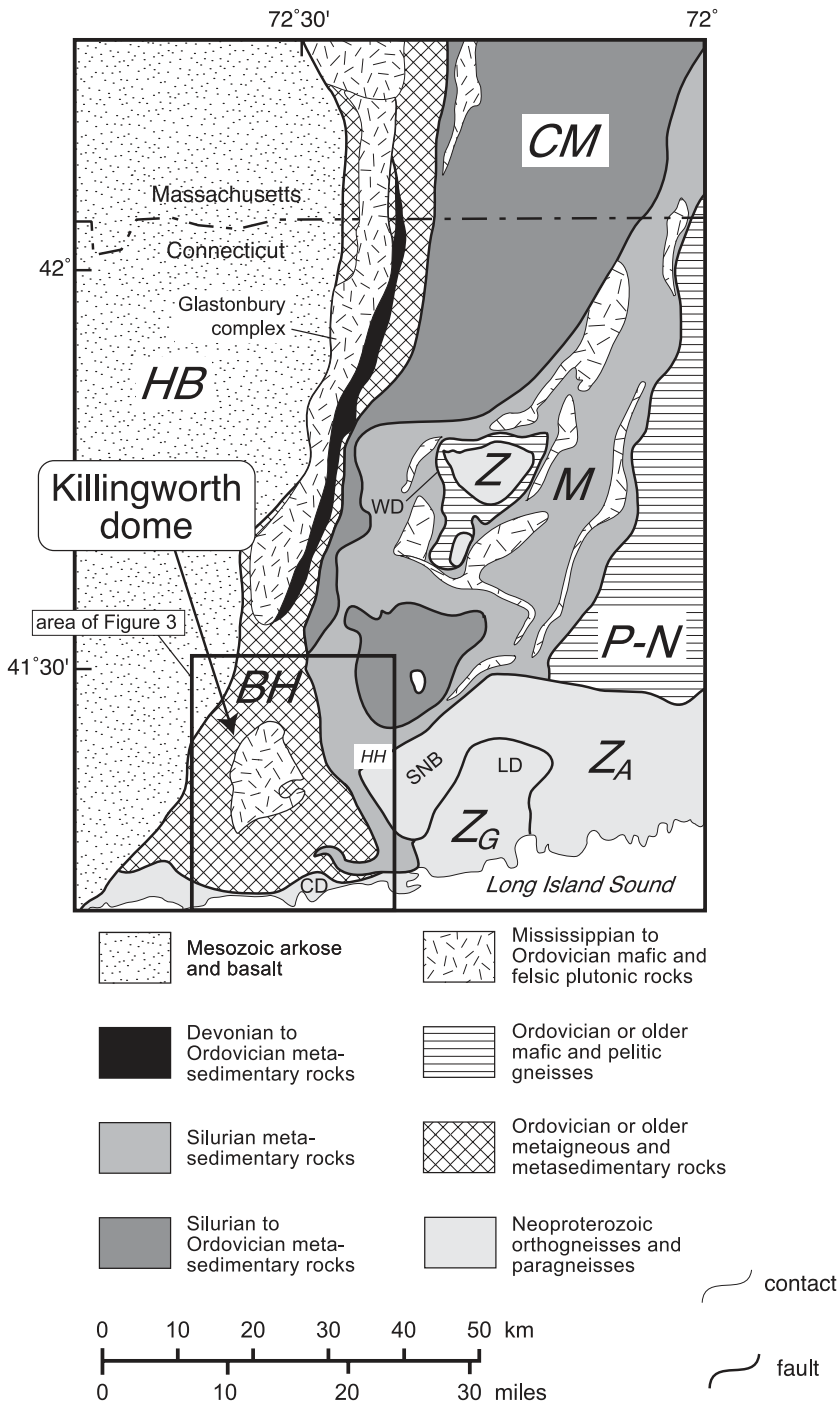 72°30'
72°
CM
Massachusetts
Connecticut
42°
Glastonbury
complex
HB
Killingworth
dome
Z
WD
M
area of Figure 3
P-N
41°30'
BH
HH
SNB
LD
ZA
ZG
CD
Long Island Sound
Mesozoic arkose
and basalt
Mississippian to
Ordovician mafic and
felsic plutonic rocks
Devonian to
Ordovician meta-
sedimentary rocks
Ordovician or older
mafic and pelitic
gneisses
Silurian meta-
sedimentary rocks
Ordovician or older
metaigneous and
metasedimentary rocks
Silurian to
Ordovician meta-
sedimentary rocks
Neoproterozoic
orthogneisses and
paragneisses
contact
0 10 20 30 40 50 km
fault
0 10 20 30 miles